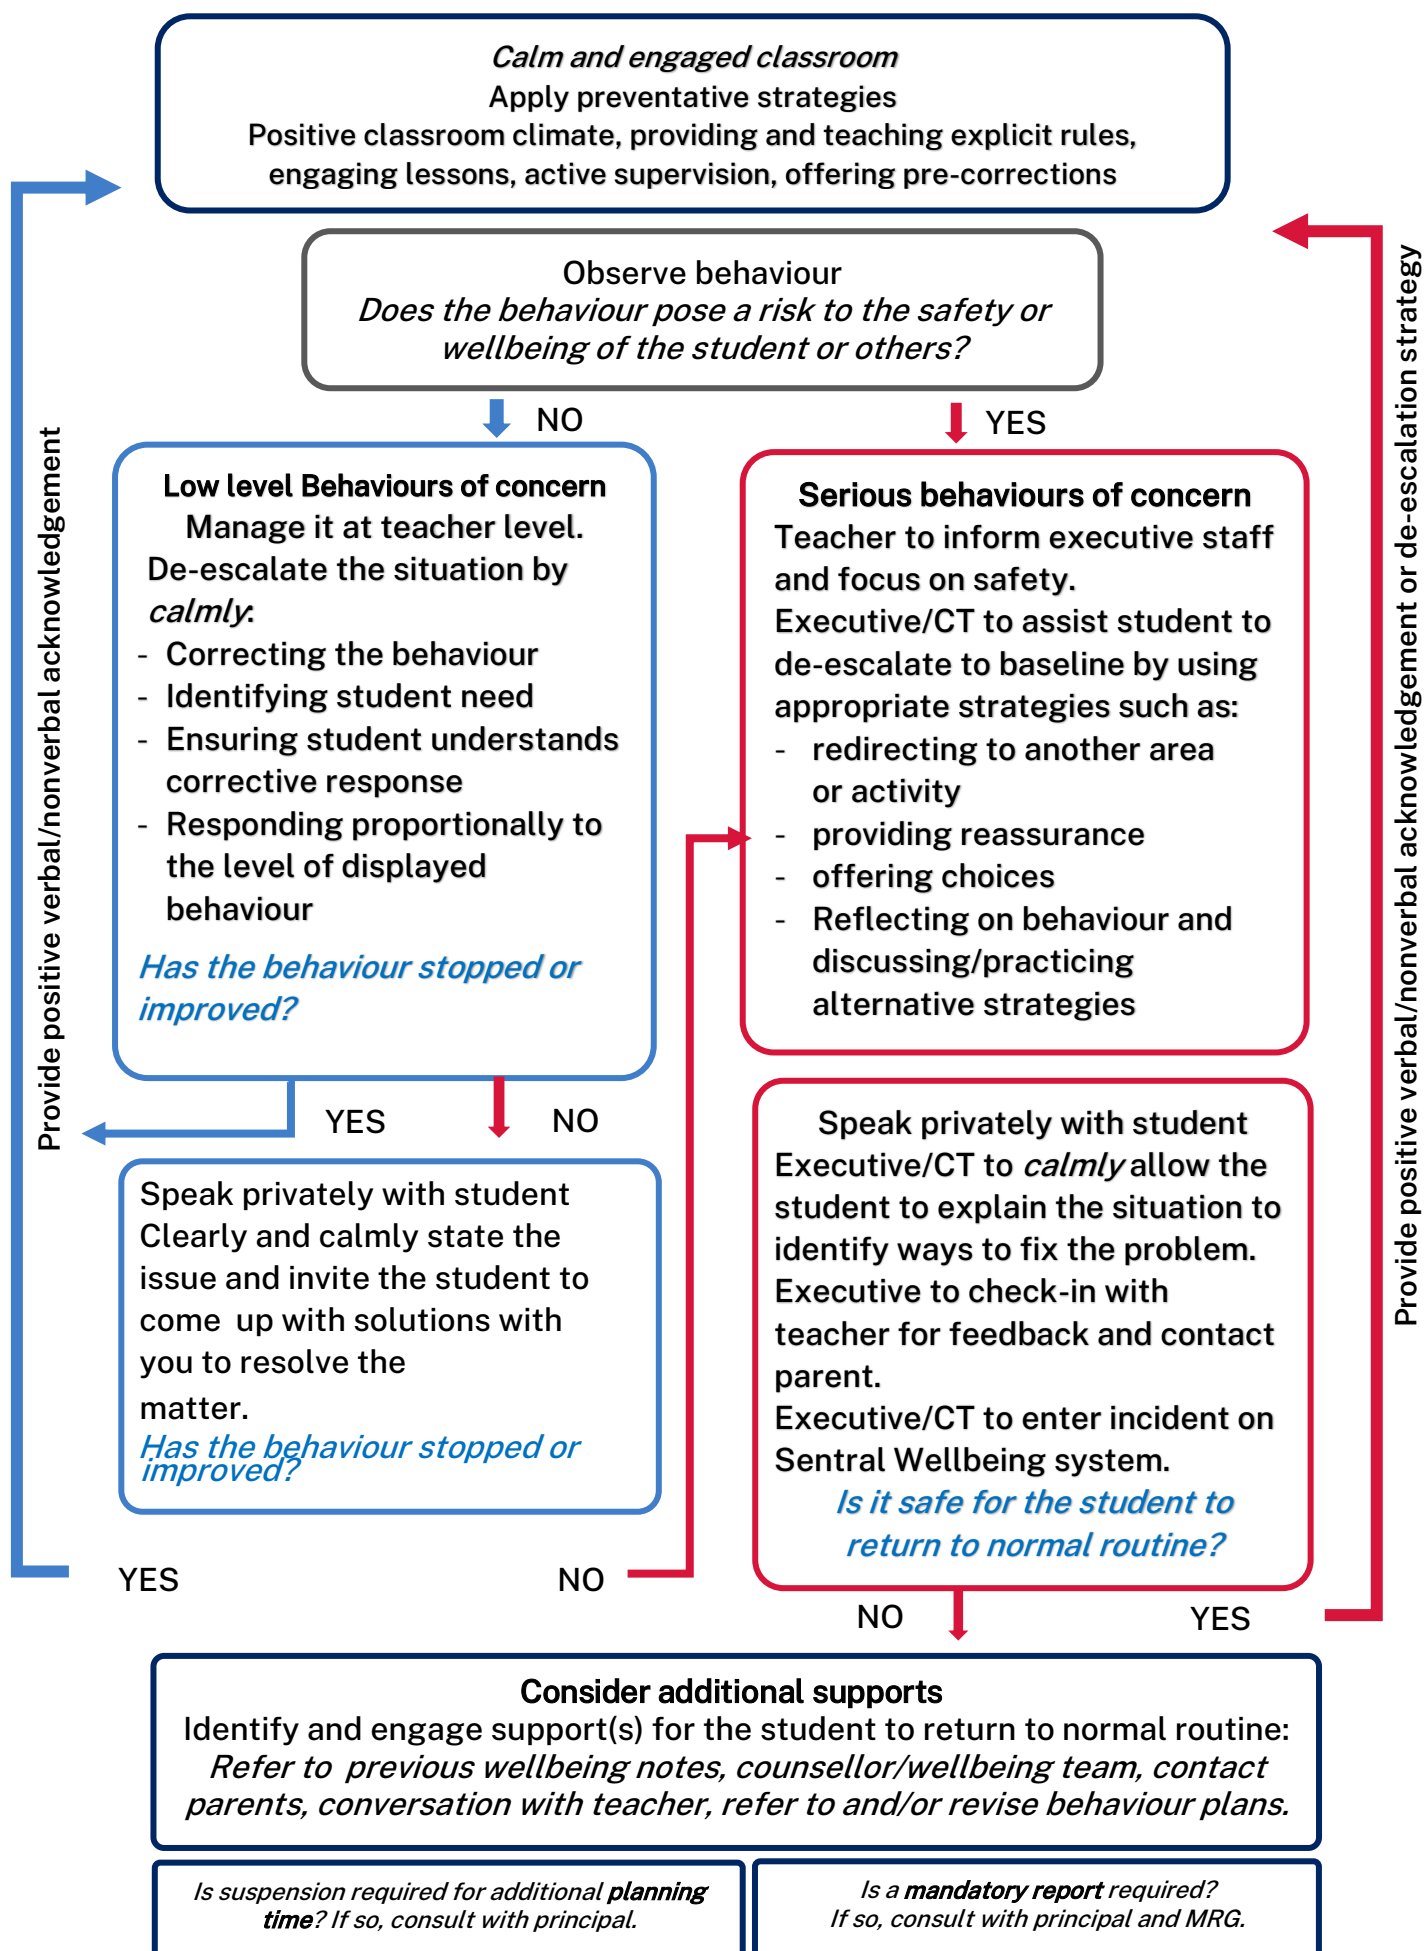 Calm and engaged classroom
Apply preventative strategies
Positive classroom climate, providing and teaching explicit rules,
engaging lessons, active supervision, offering pre-corrections
Observe behaviour
Does the behaviour pose a risk to the safety or
wellbeing of the student or others?
NO
YES
Low level Behaviours of concern
Manage it at teacher level.
De-escalate the situation by
calmly:
- Correcting the behaviour
- Identifying student need
- Ensuring student understands
corrective response
- Responding proportionally to
the level of displayed
behaviour
Has the behaviour stopped or
improved?
YES
NO
Speak privately with student
Clearly and calmly state the
issue and invite the student to
come up with solutions with
you to resolve the
matter.
Has the behaviour stopped or
improved?
YES
NO
Provide positive verbal/nonverbal acknowledgement
Serious behaviours of concern
Teacher to inform executive staff
and focus on safety.
Executive/CT to assist student to
de-escalate to baseline by using
appropriate strategies such as:
- redirecting to another area
or activity
- providing reassurance
- offering choices
- Reflecting on behaviour and
discussing/practicing
alternative strategies
Speak privately with student
Executive/CT to calmly allow the
student to explain the situation to
identify ways to fix the problem.
Executive to check-in with
teacher for feedback and contact
parent.
Executive/CT to enter incident on
Sentral Wellbeing system.
Is it safe for the student to
return to normal routine?
NO
YES
Provide positive verbal/nonverbal acknowledgement or de-escalation strategy
Consider additional supports
Identify and engage support(s) for the student to return to normal routine:
Refer to previous wellbeing notes, counsellor/wellbeing team, contact
parents, conversation with teacher, refer to and/or revise behaviour plans.
Is suspension required for additional planning
time? If so, consult with principal.
Is a mandatory report required?
If so, consult with principal and MRG.